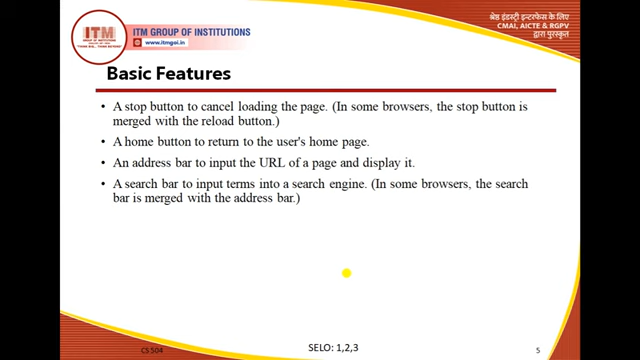 ITM GROUP OF INSTITUTIONS
www.itmgoi.in
श्रेष्ठ इंडस्ट्री इन्टरफेस के लिए
CMAI, AICTE & RGPV
द्वारा पुरस्कृत
ITM
Basic Features
• A stop button to cancel loading the page. (In some browsers, the stop button is
merged with the reload button.)
• A home button to return to the user's home page.
• An address bar to input the URL of a page and display it.
• A search bar to input terms into a search engine. (In some browsers, the search
bar is merged with the address bar.)
CS 504
SELO: 1,2,3
5